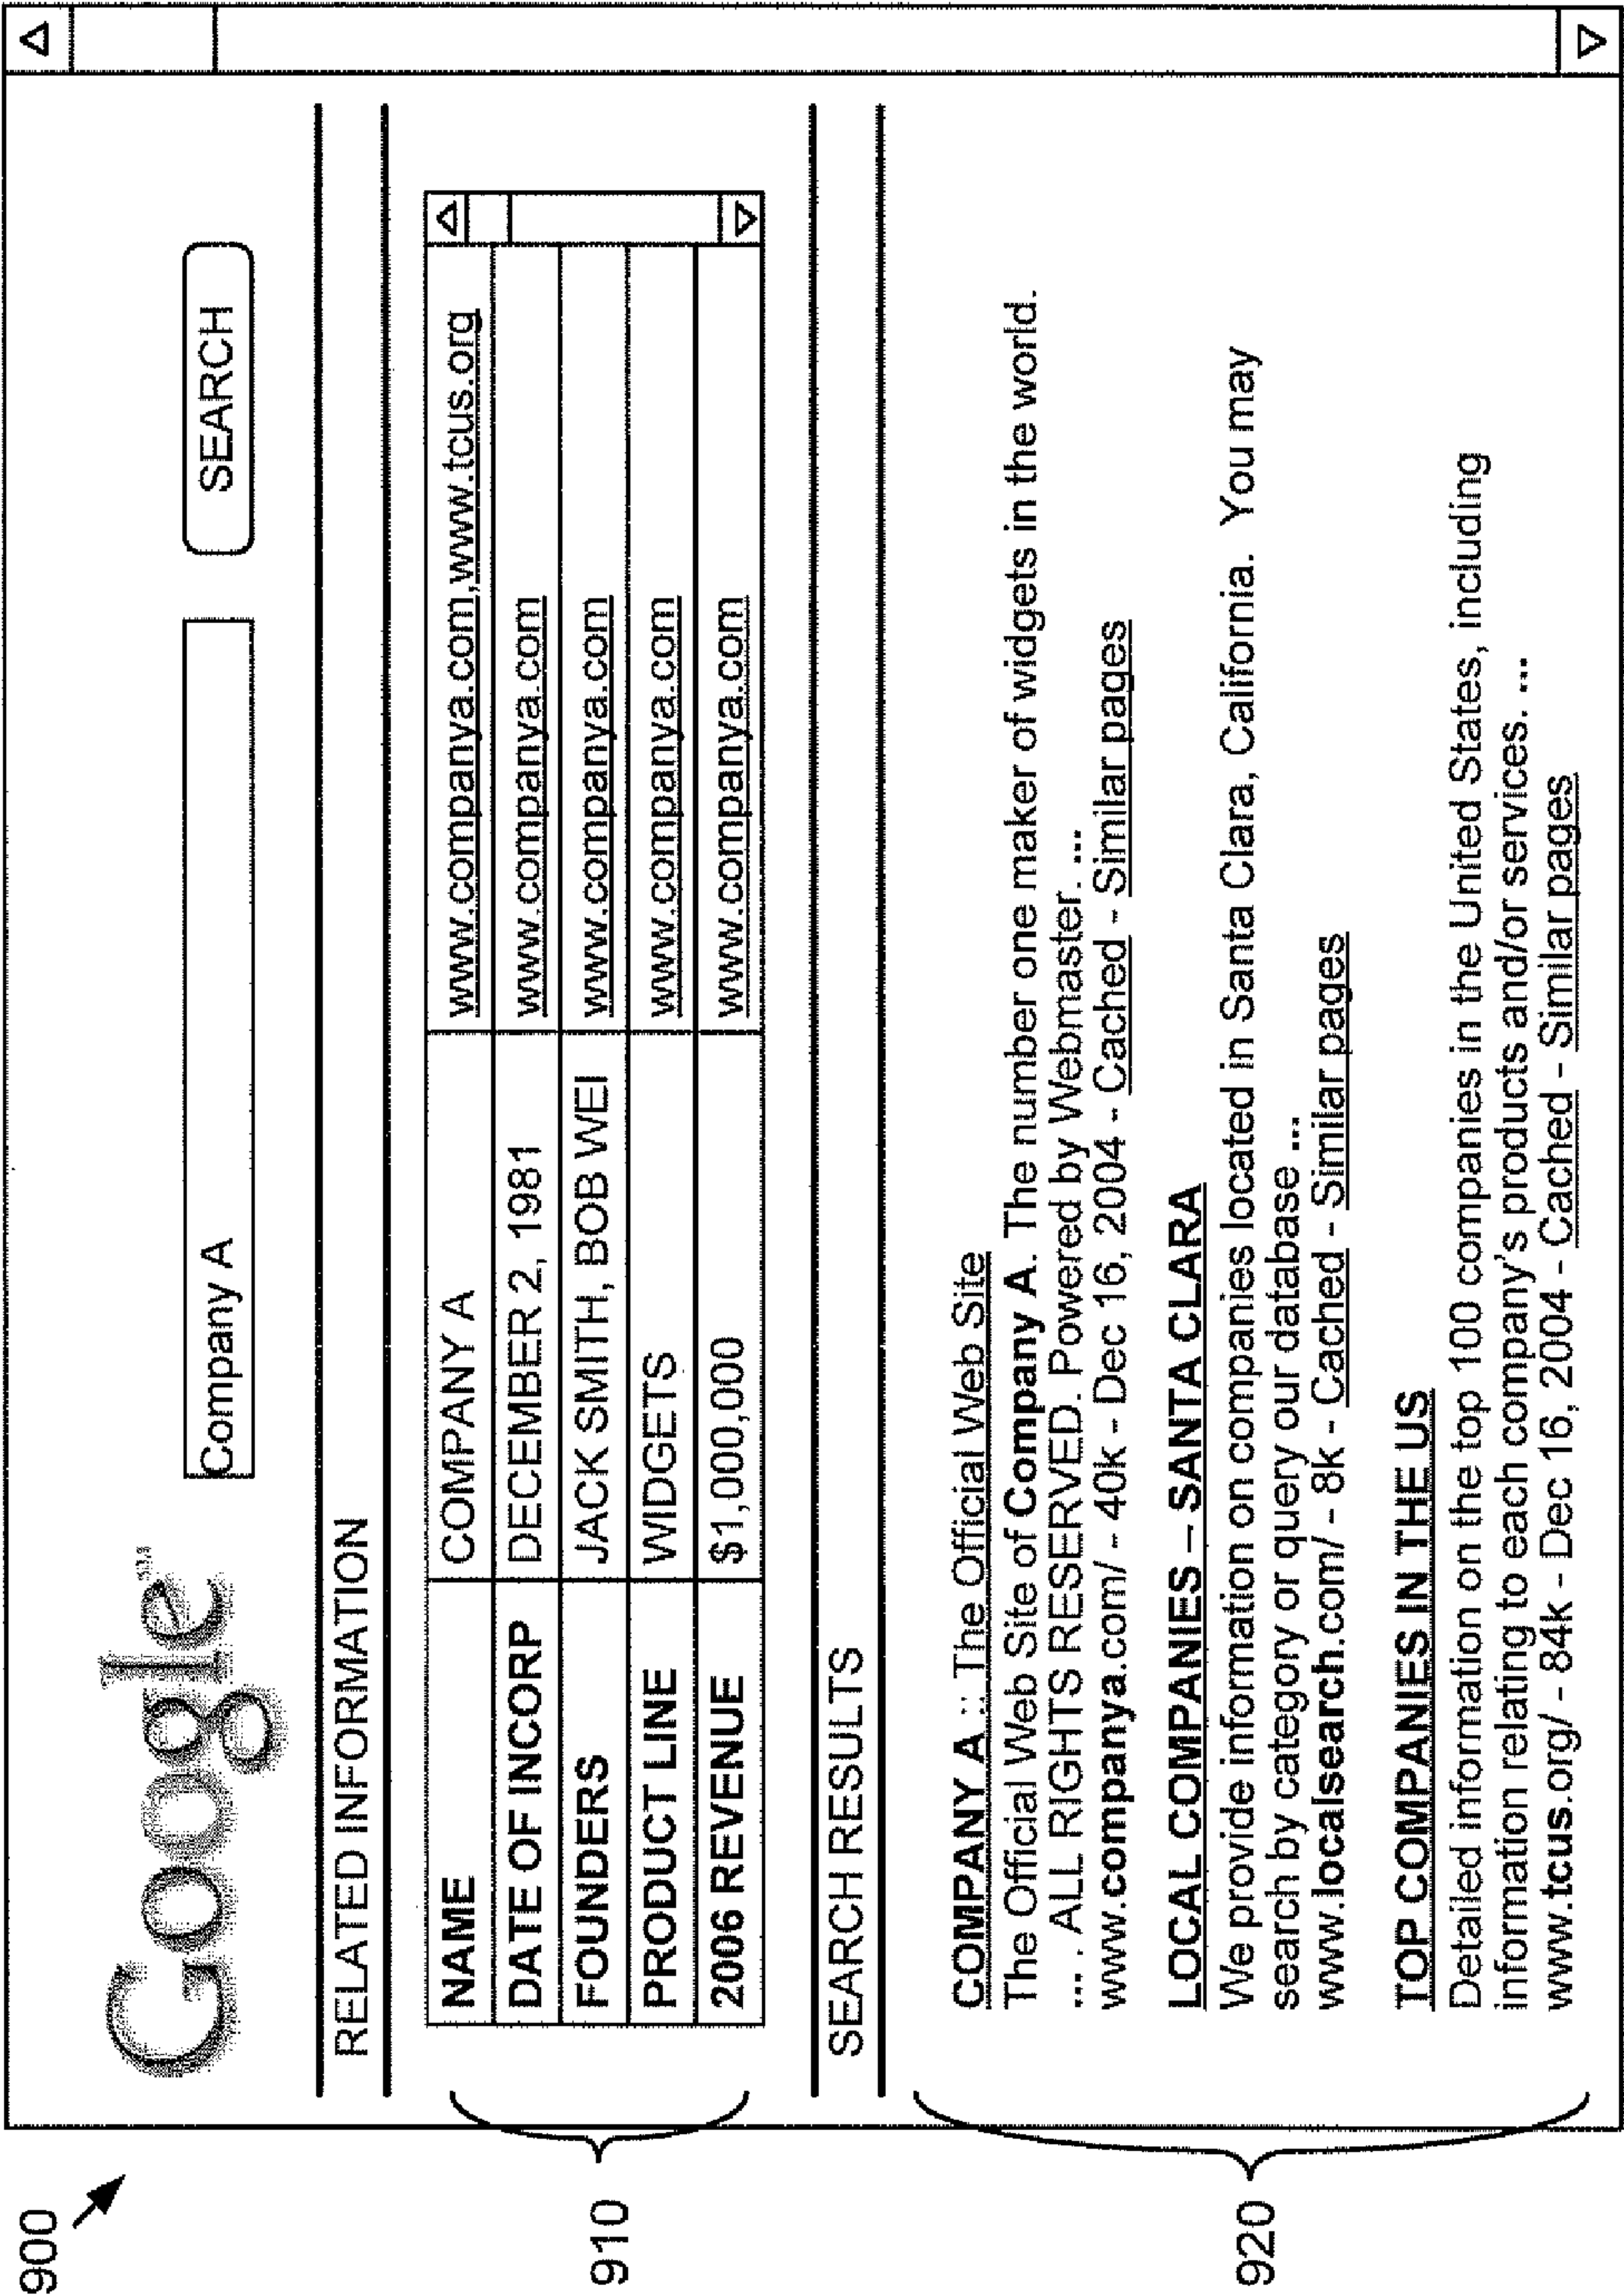 900
Google
Company A
SEARCH
RELATED INFORMATION
910
NAME COMPANY A www.companya.com,www.tcus.org
DATE OF INCORP DECEMBER 2, 1981 www.companya.com
FOUNDERS JACK SMITH, BOB WEI www.companya.com
PRODUCT LINE WIDGETS www.companya.com
2006 REVENUE $1,000,000 www.companya.com
SEARCH RESULTS
920
COMPANY A :: The Official Web Site
The Official Web Site of Company A. The number one maker of widgets in the world.
... . ALL RIGHTS RESERVED. Powered by Webmaster. ...
www.companya.com/ - 40k - Dec 16, 2004 - Cached - Similar pages
LOCAL COMPANIES – SANTA CLARA
We provide information on companies located in Santa Clara, California. You may
search by category or query our database ...
www.localsearch.com/ - 8k - Cached - Similar pages
TOP COMPANIES IN THE US
Detailed information on the top 100 companies in the United States, including
information relating to each company's products and/or services. ...
www.tcus.org/ - 84k - Dec 16, 2004 - Cached - Similar pages